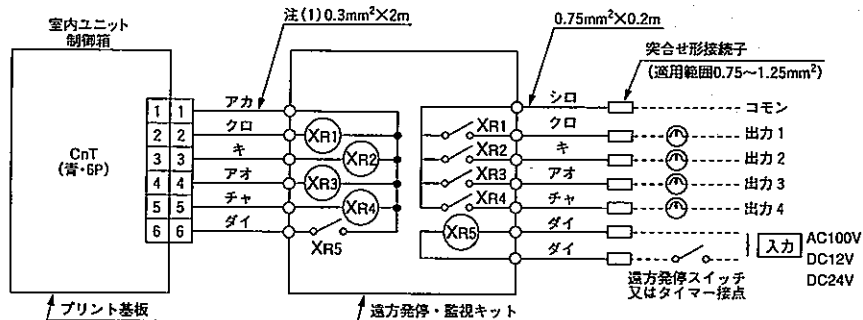 注(1)0.3mm²×2m
0.75mm²×0.2m
室内ユニット
制御箱
突合せ形接続子
(適用範囲0.75〜1.25mm²)
CnT
(青・6P)
1 1 アカ
2 2 クロ XR1
3 3 キ XR2
4 4 アオ XR3
5 5 チャ XR4
6 6 ダイ XR5
シロ コモン
XR1 クロ 出力1
XR2 キ 出力2
XR3 アオ 出力3
XR4 チャ 出力4
XR5 ダイ
ダイ
入力
AC100V
DC12V
DC24V
遠方発停スイッチ
又はタイマー接点
プリント基板
遠方発停・監視キット